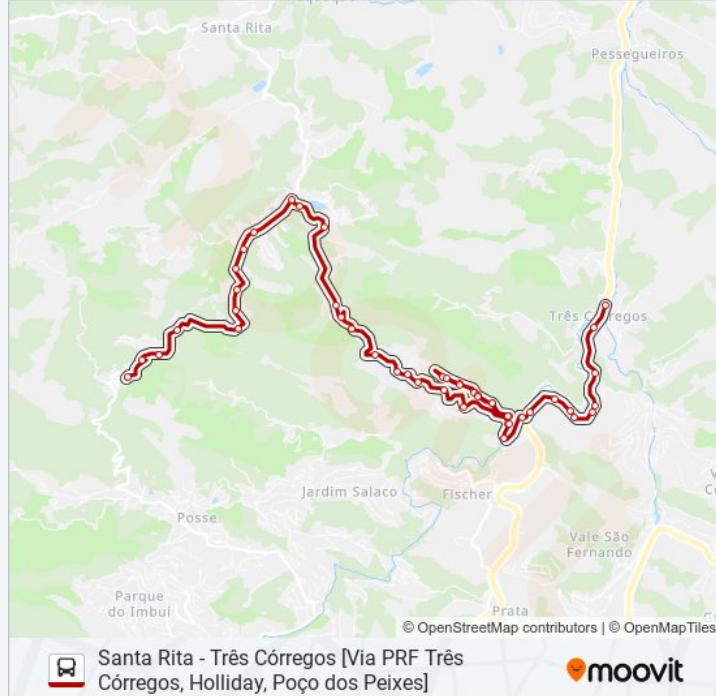 Santa Rita
Pessegueiros
Três Córregos
Jardim Salaco
Fischer
Posse
Vale São
Fernando
Parque
do Imbuí
Prata
© OpenStreetMap contributors | © OpenMapTiles
Santa Rita - Três Córregos [Via PRF Três
Córregos, Holliday, Poço dos Peixes]
moovit